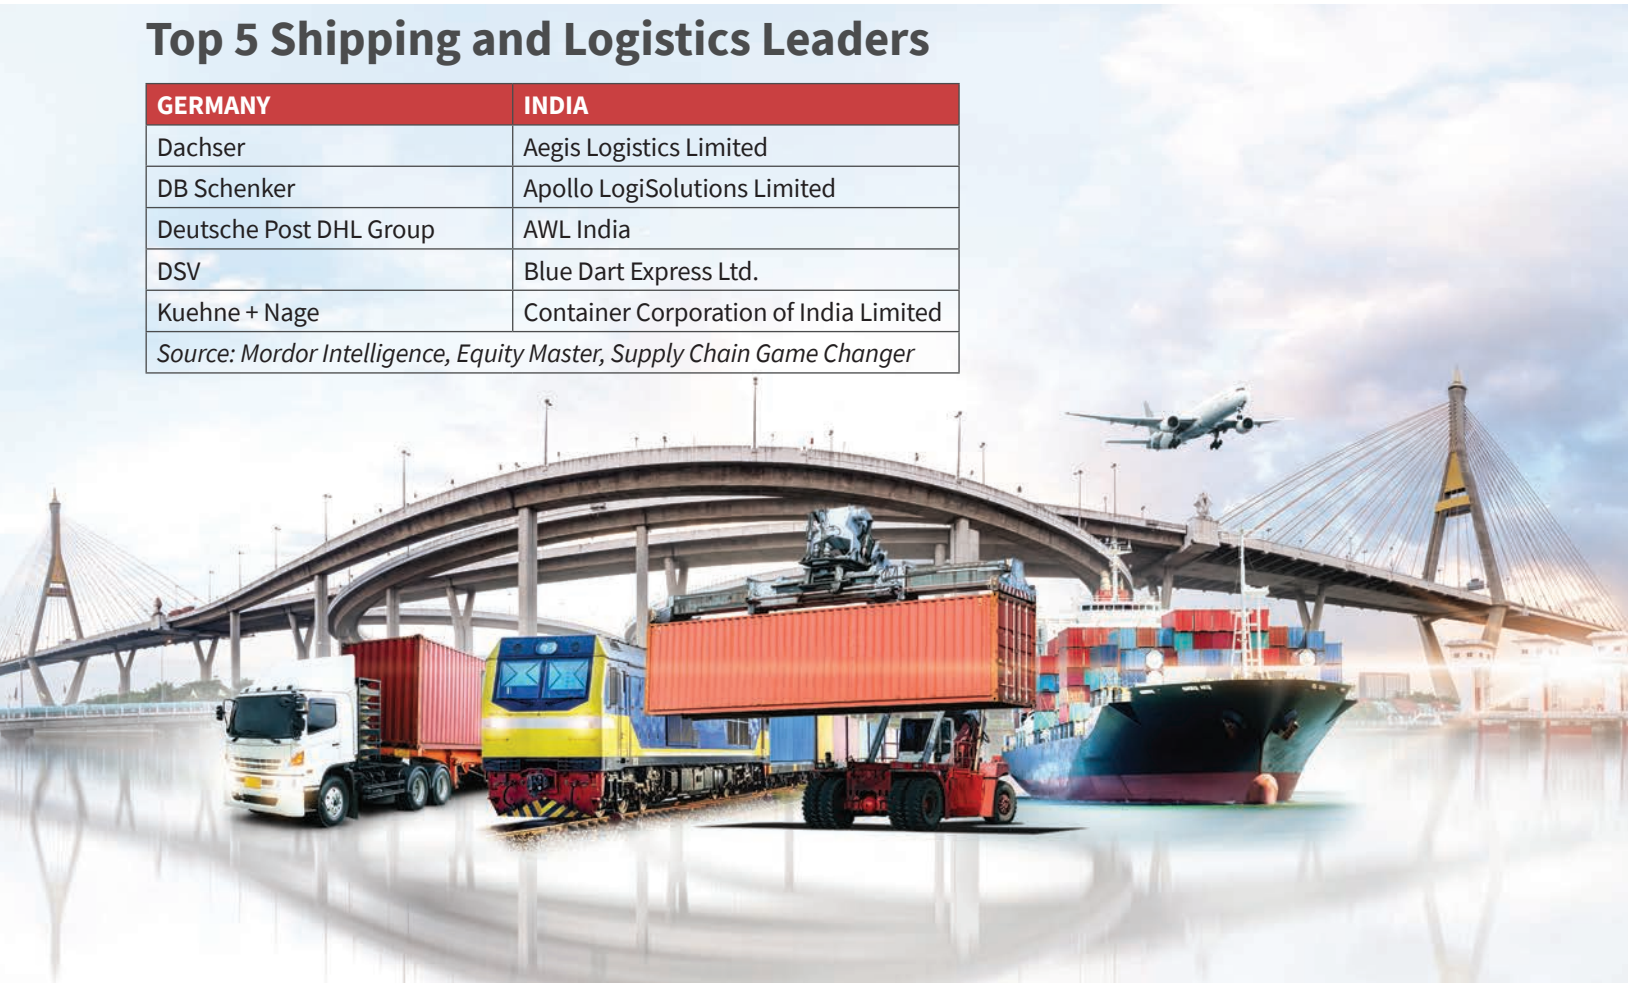 Top 5 Shipping and Logistics Leaders
GERMANY INDIA
Dachser Aegis Logistics Limited
DB Schenker Apollo LogiSolutions Limited
Deutsche Post DHL Group AWL India
DSV Blue Dart Express Ltd.
Kuehne + Nage Container Corporation of India Limited
Source: Mordor Intelligence, Equity Master, Supply Chain Game Changer